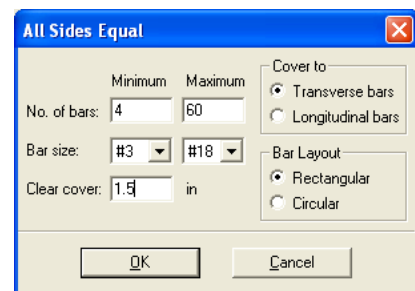 All Sides Equal
Minimum Maximum
No. of bars: 4 60
Bar size: #3 #18
Clear cover: 1.5 in
Cover to
Transverse bars
Longitudinal bars
Bar Layout
Rectangular
Circular
OK Cancel